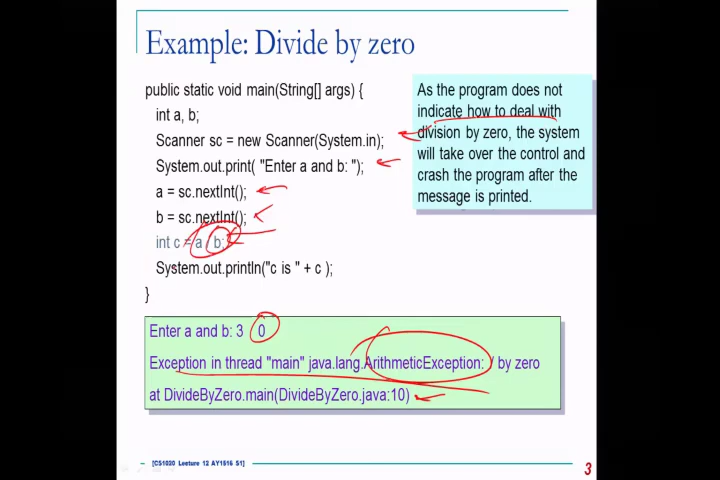 Example: Divide by zero
public static void main(String[] args) {
int a, b;
Scanner sc = new Scanner(System.in);
System.out.print( "Enter a and b: ");
a = sc.nextInt();
b = sc.nextInt();
int c = a / b;
System.out.println("c is " + c );
}
As the program does not
indicate how to deal with
division by zero, the system
will take over the control and
crash the program after the
message is printed.
Enter a and b: 3 0
Exception in thread "main" java.lang.ArithmeticException: / by zero
at DivideByZero.main(DivideByZero.java:10)
[CS1020 Lecture 12 AY1516 S1]
3